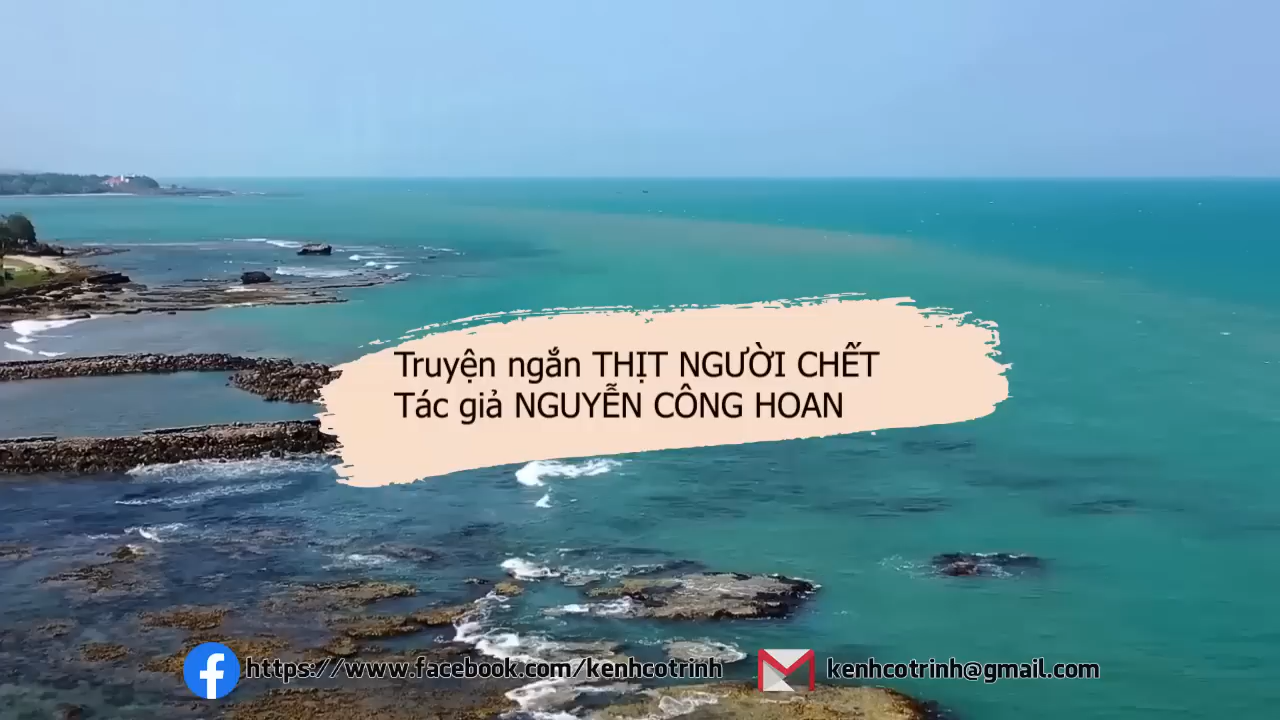 Truyện ngắn THỊT NGƯỜI CHẾT
Tác giả NGUYỄN CÔNG HOAN
https://www.facebook.com/kenhcotrinh kenhcotrinh@gmail.com